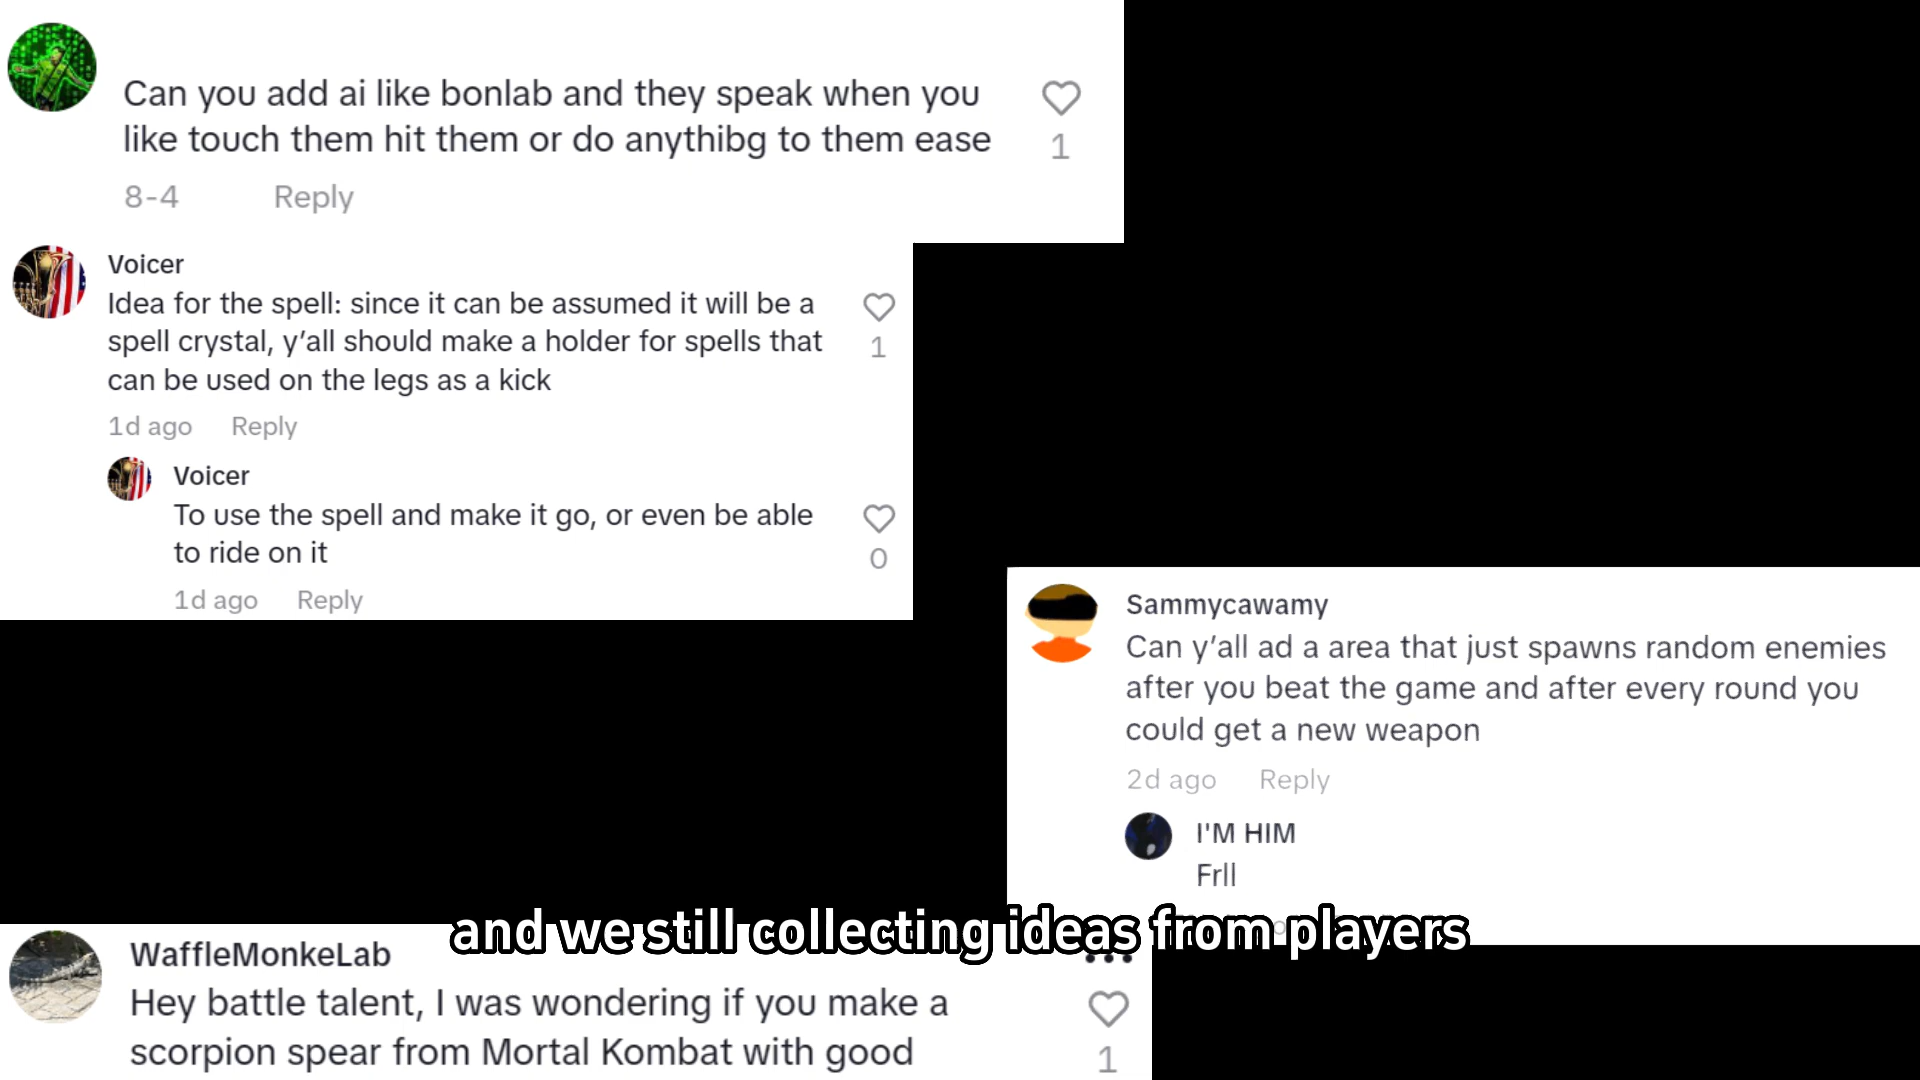 Can you add ai like bonlab and they speak when you
like touch them hit them or do anythibg to them ease
1
8-4 Reply
Voicer
Idea for the spell: since it can be assumed it will be a
spell crystal, y’all should make a holder for spells that
can be used on the legs as a kick
1
1d ago Reply
Voicer
To use the spell and make it go, or even be able
to ride on it
0
1d ago Reply
Sammycawamy
Can y’all ad a area that just spawns random enemies
after you beat the game and after every round you
could get a new weapon
2d ago Reply
I'M HIM
Frll
and we still collecting ideas from players
WaffleMonkeLab
Hey battle talent, I was wondering if you make a
scorpion spear from Mortal Kombat with good
1